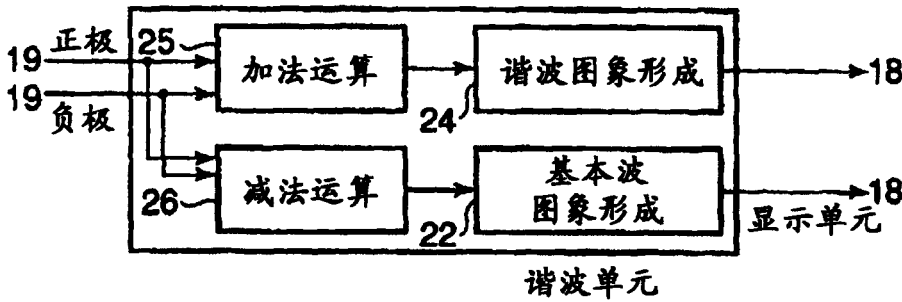 19 正极
19 负极
25 加法运算
24 谐波图象形成
18
26 减法运算
22 基本波
图象形成
18
显示单元
谐波单元